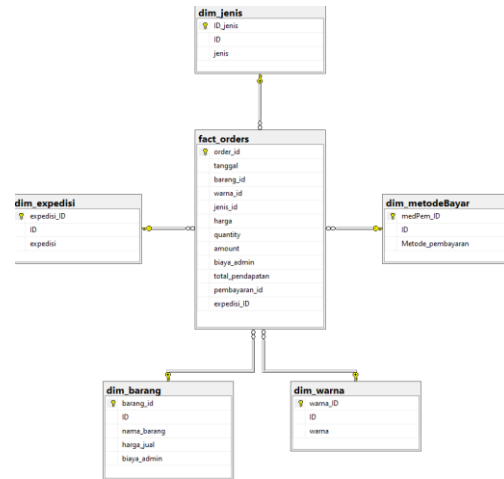 dim_jenis
ID_jenis
ID
jenis
fact_orders
order_id
tanggal
barang_id
warna_id
jenis_id
harga
quantity
amount
biaya_admin
total_pendapatan
pembayaran_id
expedisi_ID
dim_expedisi
expedisi_ID
ID
expedisi
dim_metodeBayar
medPem_ID
ID
Metode_pembayaran
dim_barang
barang_id
ID
nama_barang
harga_jual
biaya_admin
dim_warna
warna_ID
ID
warna